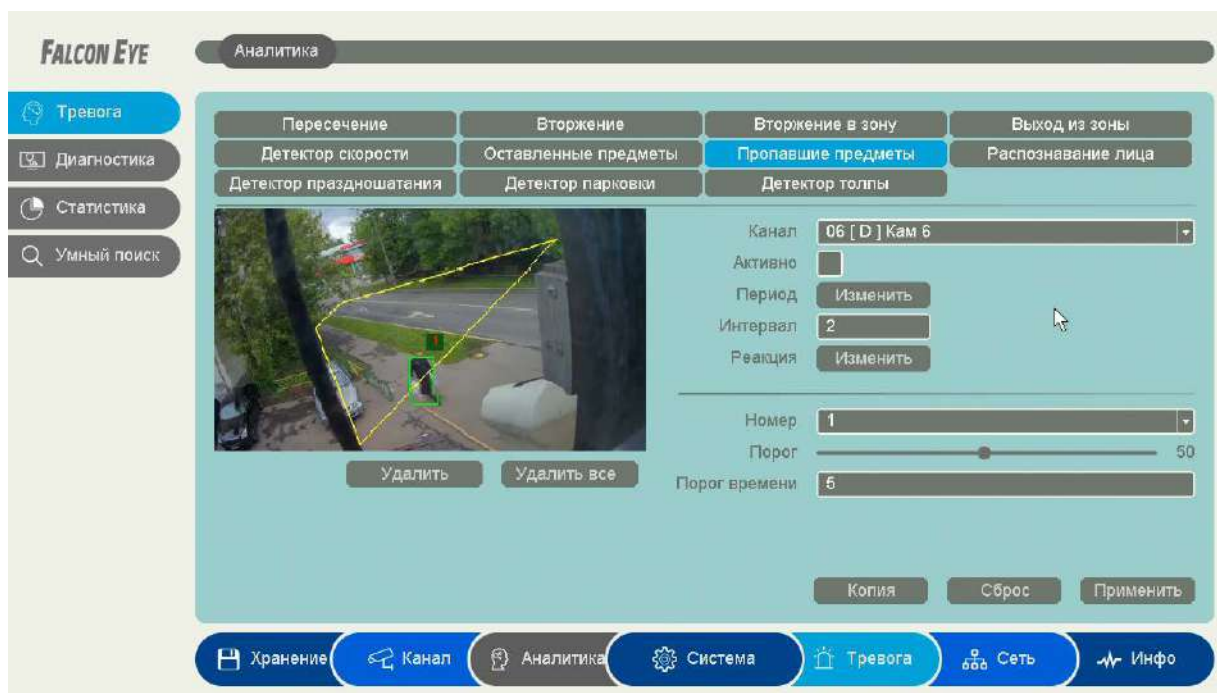 FALCON EYE
Аналитика
Тревога
Диагностика
Статистика
Умный поиск
Пересечение
Вторжение
Вторжение в зону
Выход из зоны
Детектор скорости
Оставленные предметы
Пропавшие предметы
Распознавание лица
Детектор праздношатания
Детектор парковки
Детектор толпы
1
Удалить
Удалить все
Канал
06 [ D ] Кам 6
Активно
Период
Изменить
Интервал
2
Реакция
Изменить
Номер
1
Порог
50
Порог времени
5
Копия
Сброс
Применить
Хранение
Канал
Аналитика
Система
Тревога
Сеть
Инфо